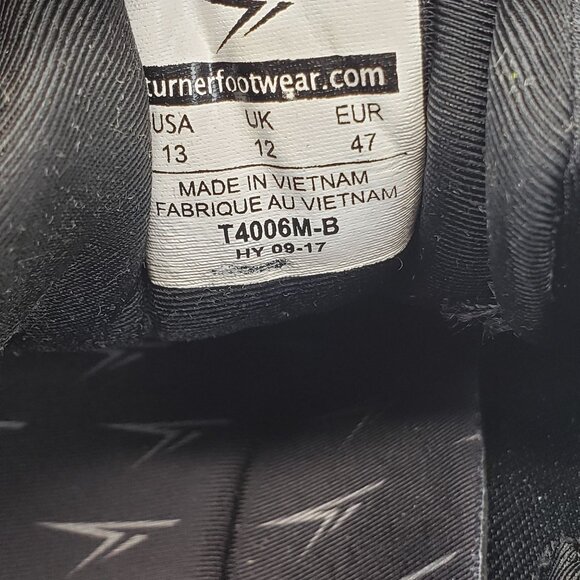 turnerfootwear.com
USA UK EUR
13 12 47
MADE IN VIETNAM
FABRIQUE AU VIETNAM
T4006M-B
HY 09-17